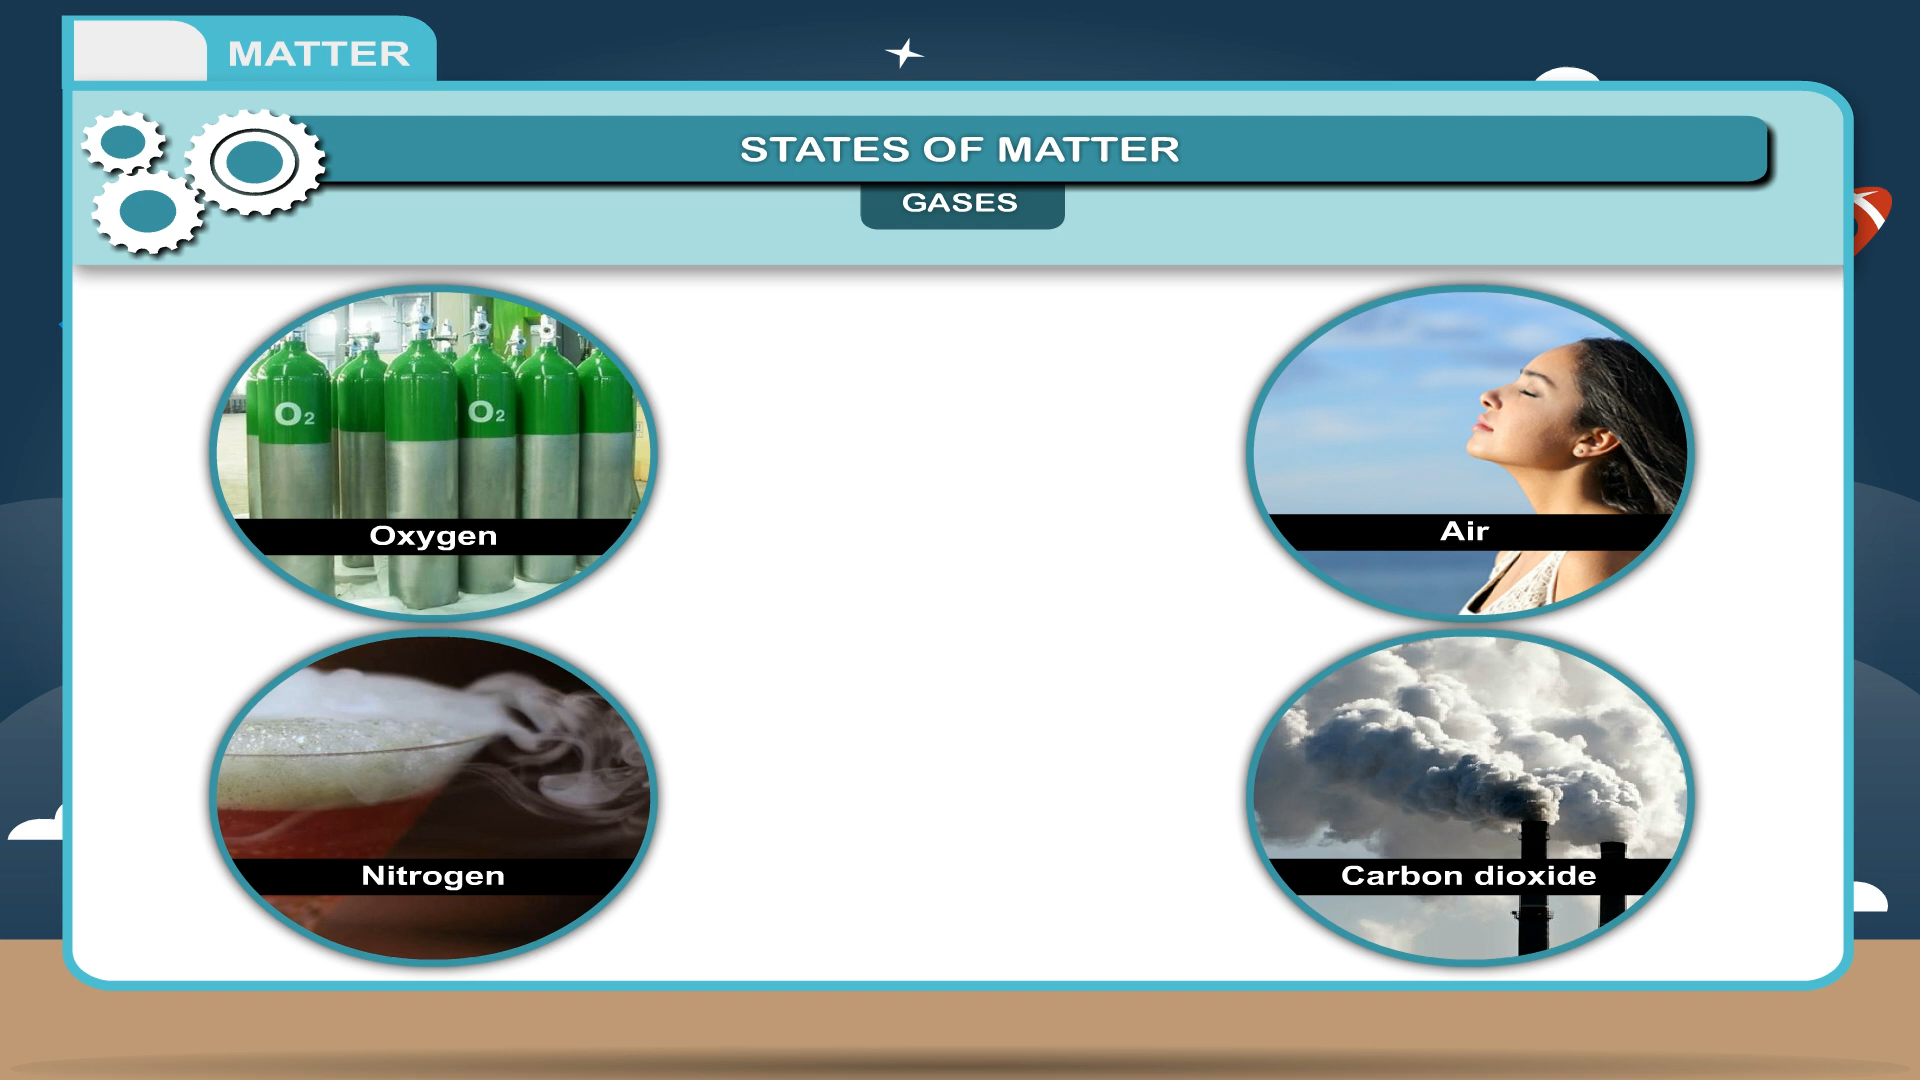 MATTER
STATES OF MATTER
GASES
O2
O2
Oxygen
Air
Nitrogen
Carbon dioxide